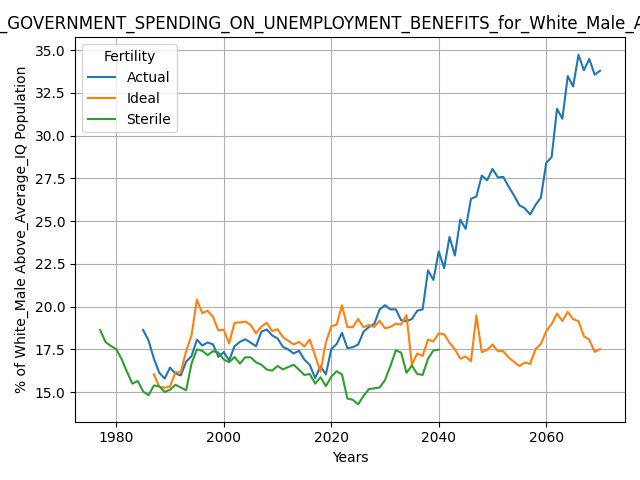 _GOVERNMENT_SPENDING_ON_UNEMPLOYMENT_BENEFITS_for_White_Male_A
% of White_Male Above_Average_IQ Population
35.0
32.5
30.0
27.5
25.0
22.5
20.0
17.5
15.0
Fertility
Actual
Ideal
Sterile
1980
2000
2020
2040
2060
Years